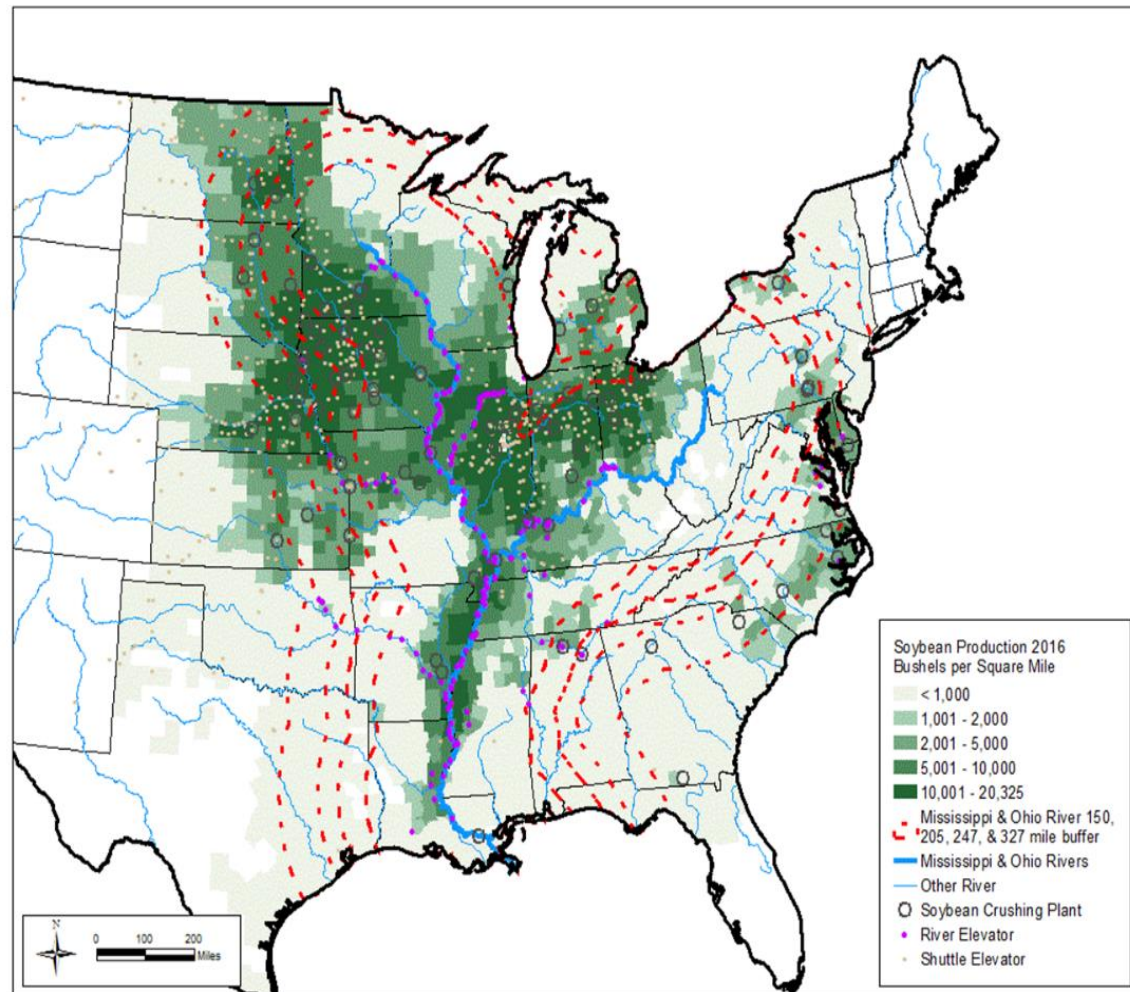 Soybean Production 2016
Bushels per Square Mile
< 1,000
1,001 - 2,000
2,001 - 5,000
5,001 - 10,000
10,001 - 20,325
Mississippi & Ohio River 150,
205, 247, & 327 mile buffer
Mississippi & Ohio Rivers
Other River
Soybean Crushing Plant
River Elevator
Shuttle Elevator
N
0 100 200
Miles